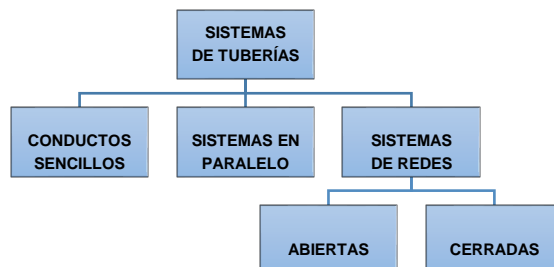 SISTEMAS
DE TUBERÍAS
CONDUCTOS
SENCILLOS
SISTEMAS EN
PARALELO
SISTEMAS
DE REDES
ABIERTAS
CERRADAS